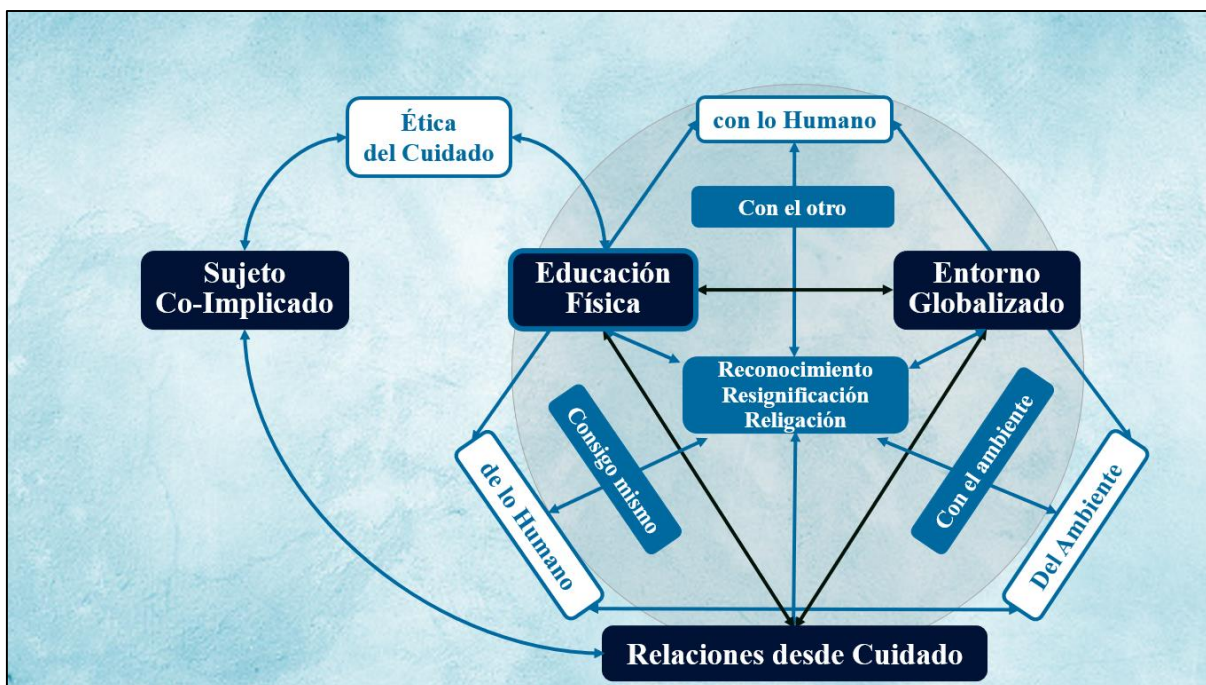 Ética
del Cuidado
con lo Humano
Con el otro
Sujeto
Co-Implicado
Educación
Física
Entorno
Globalizado
Reconocimiento
Resignificación
Religación
Consigo mismo
Con el ambiente
de lo Humano
Del Ambiente
Relaciones desde Cuidado